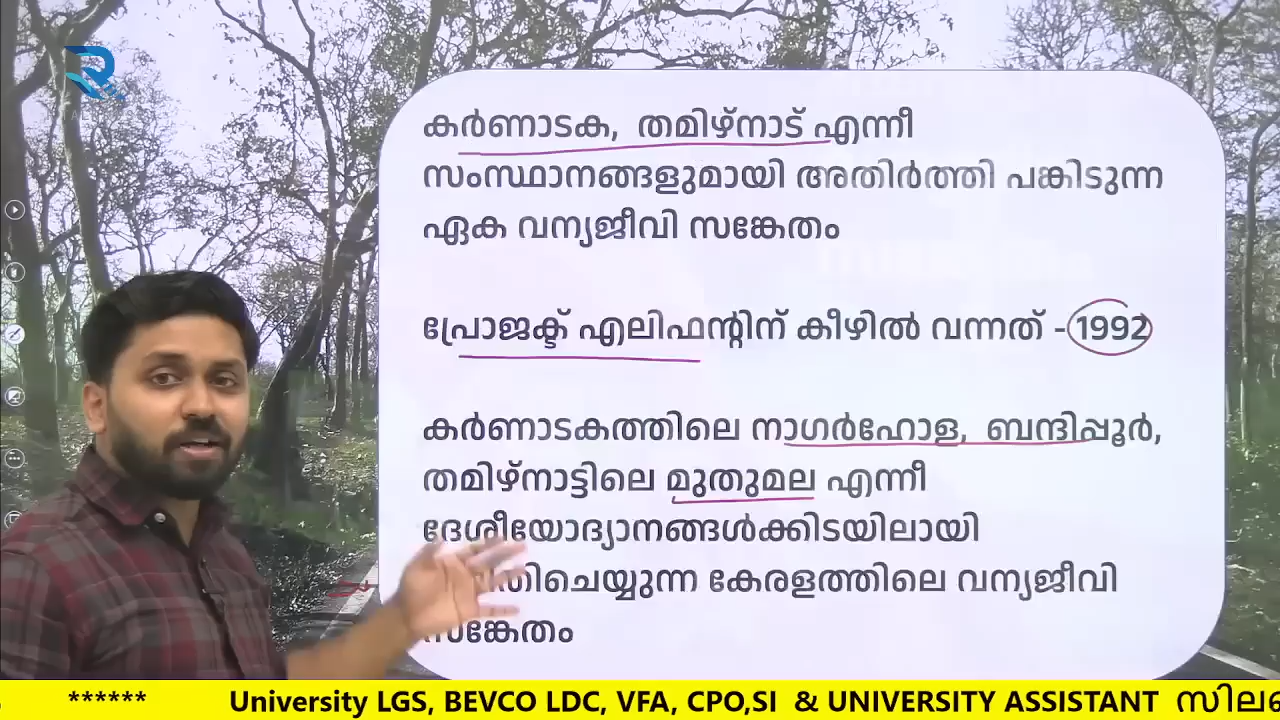 കർണാടക, തമിഴ്നാട് എന്നീ
സംസ്ഥാനങ്ങളുമായി അതിർത്തി പങ്കിടുന്ന
ഏക വന്യജീവി സങ്കേതം
പ്രോജക്ട് എലിഫന്റിന് കീഴിൽ വന്നത് -1992
കർണാടകത്തിലെ നാഗർഹോള, ബന്ദിപ്പൂർ,
തമിഴ്നാട്ടിലെ മുതുമല എന്നീ
ദേശീയോദ്യാനങ്ങൾക്കിടയിലായി
കേരളത്തിലെ വന്യജീവി
സങ്കേതം
****** University LGS, BEVCO LDC, VFA, CPO,SI & UNIVERSITY ASSISTANT